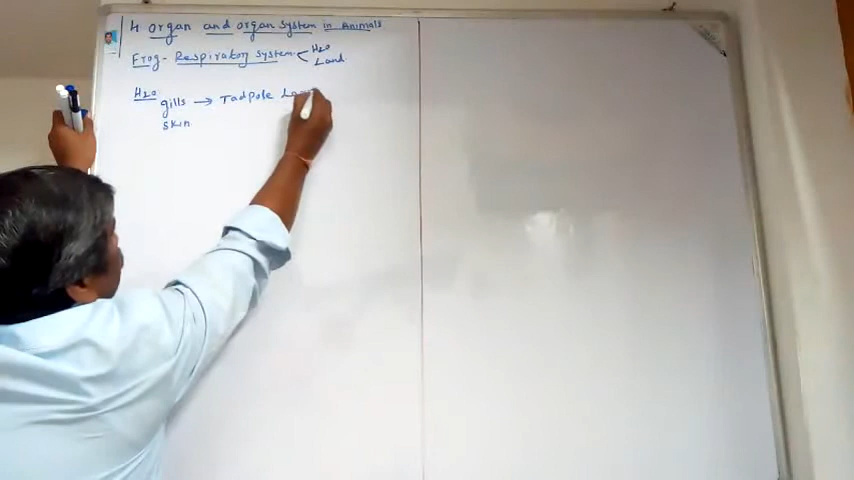 4 organ and organ system in Animals
Frog - Respiratory system H2O
Land
H2O
gills → Tadpole
skin